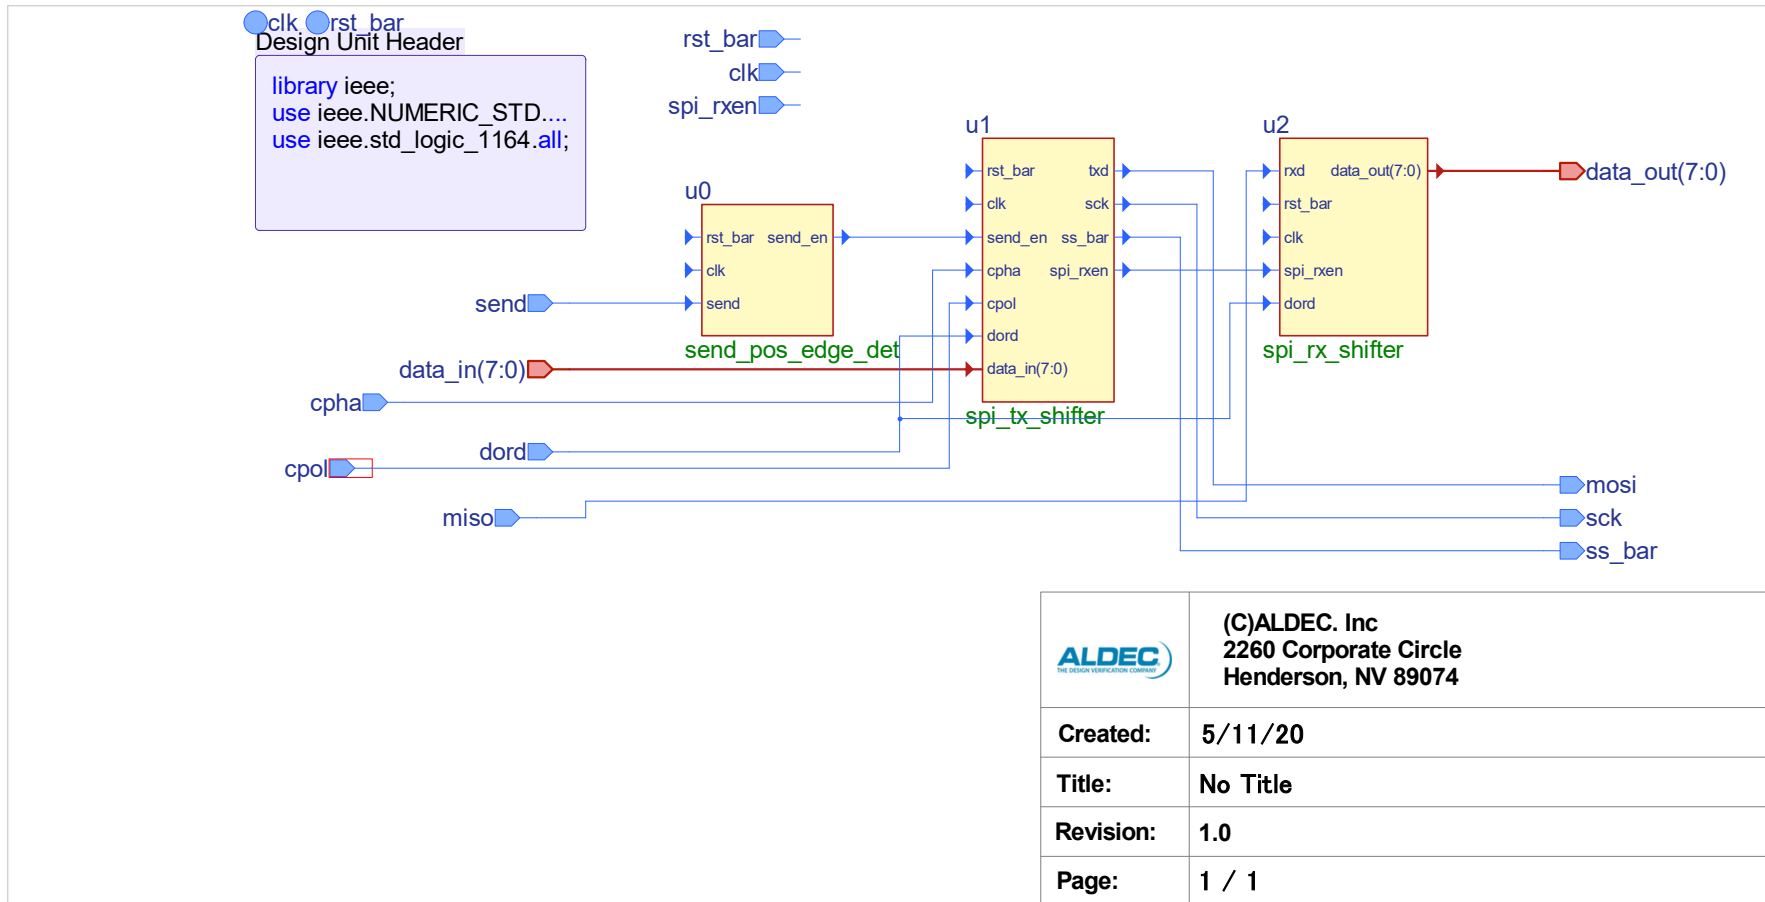 clk rst_bar
Design Unit Header
library ieee;
use ieee.NUMERIC_STD....
use ieee.std_logic_1164.all;
rst_bar
clk
spi_rxen
u0
rst_bar send_en
clk
send
send_pos_edge_det
u1
rst_bar txd
clk sck
send_en ss_bar
cpha spi_rxen
cpol
dord
data_in(7:0)
spi_tx_shifter
u2
rxd data_out(7:0)
rst_bar
clk
spi_rxen
dord
spi_rx_shifter
send
data_in(7:0)
cpha
dord
cpol
miso
data_out(7:0)
mosi
sck
ss_bar
ALDEC
THE DESIGN VERIFICATION COMPANY
(C)ALDEC. Inc
2260 Corporate Circle
Henderson, NV 89074
Created: 5/11/20
Title: No Title
Revision: 1.0
Page: 1 / 1